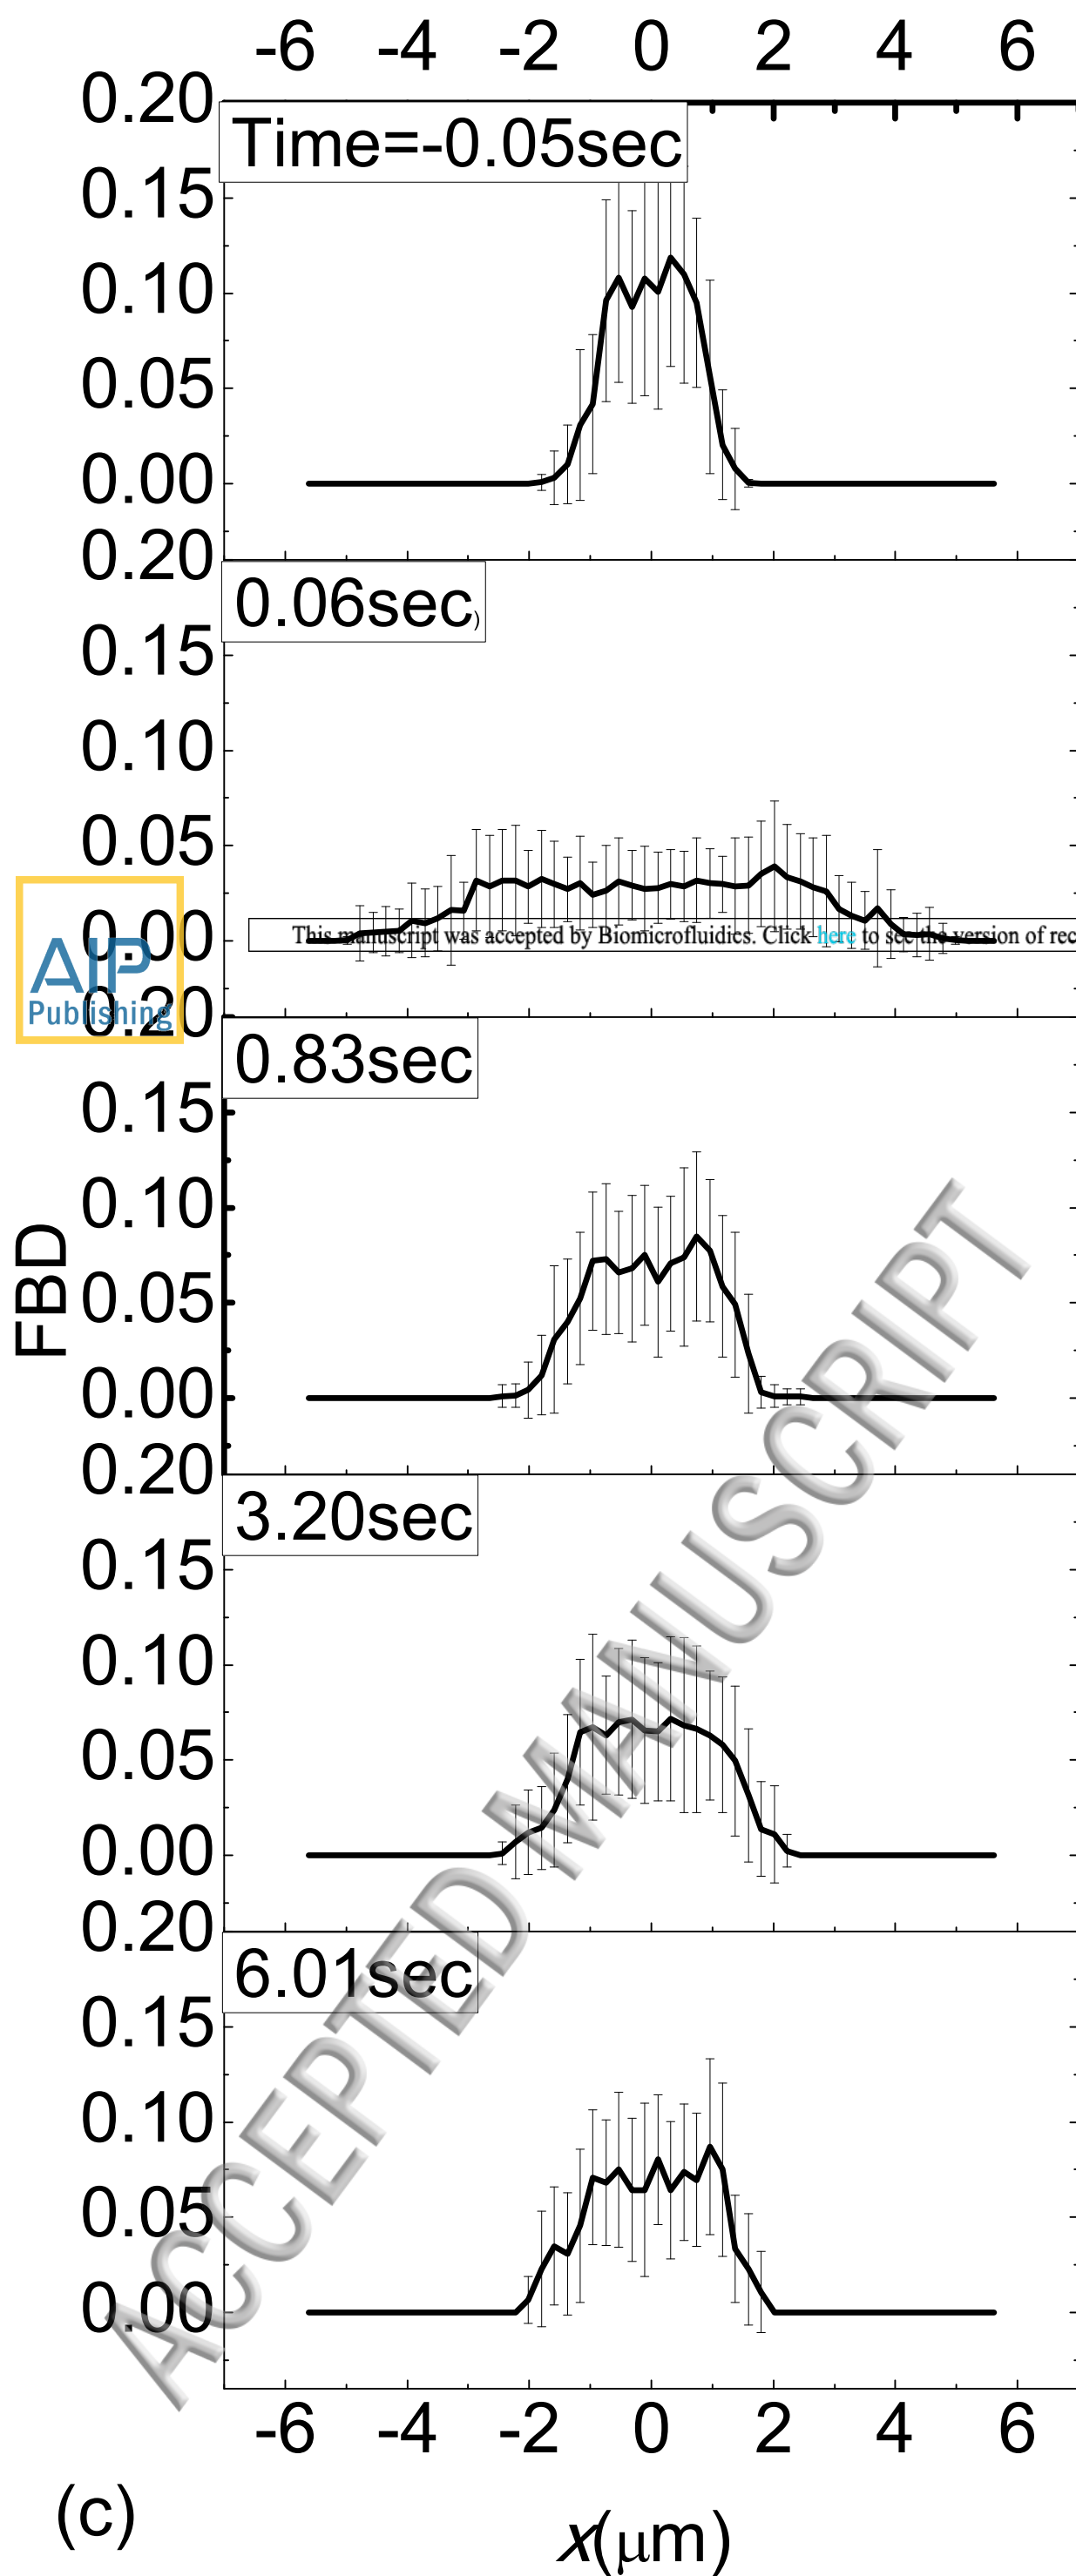 -6 -4 -2 0 2 4 6
0.20
Time=-0.05sec
0.15
0.10
0.05
0.00
0.20
0.06sec)
0.15
0.10
0.05
0.00
This manuscript was accepted by Biomicrofluidics. Click here to see the version of rec
AIP
Publishing
0.20
0.83sec
0.15
0.10
0.05
0.00
FBD
0.20
3.20sec
0.15
0.10
0.05
0.00
0.20
6.01sec
0.15
0.10
0.05
0.00
ACCEPTED MANUSCRIPT
-6 -4 -2 0 2 4 6
(c)
x(μm)